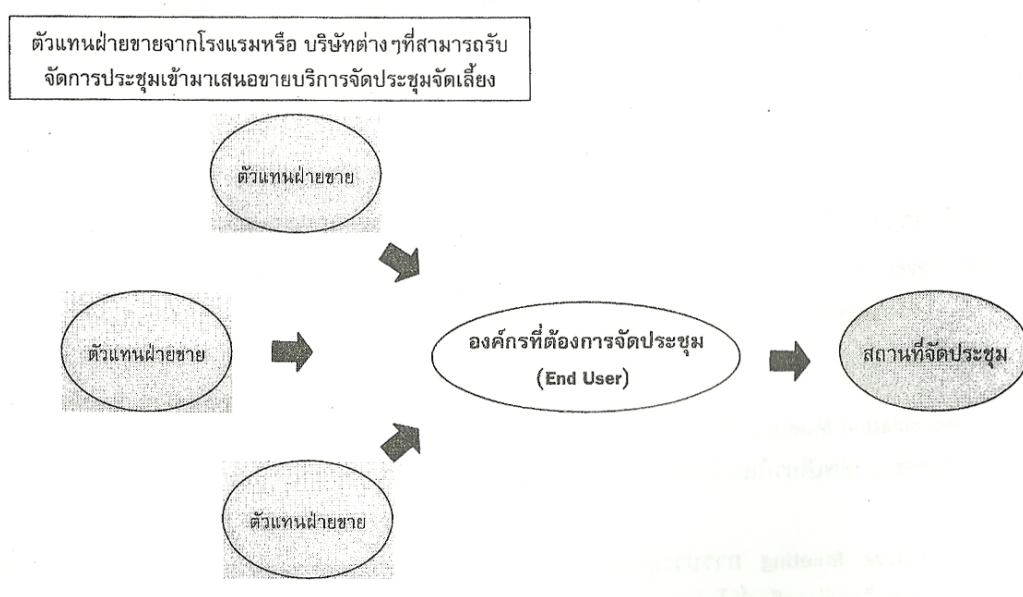 ตัวแทนฝ่ายขายจากโรงแรมหรือ บริษัทต่างๆที่สามารถรับ
จัดการประชุมเข้ามาเสนอขายบริการจัดประชุมจัดเลี้ยง
ตัวแทนฝ่ายขาย
ตัวแทนฝ่ายขาย
องค์กรที่ต้องการจัดประชุม
(End User)
สถานที่จัดประชุม
ตัวแทนฝ่ายขาย